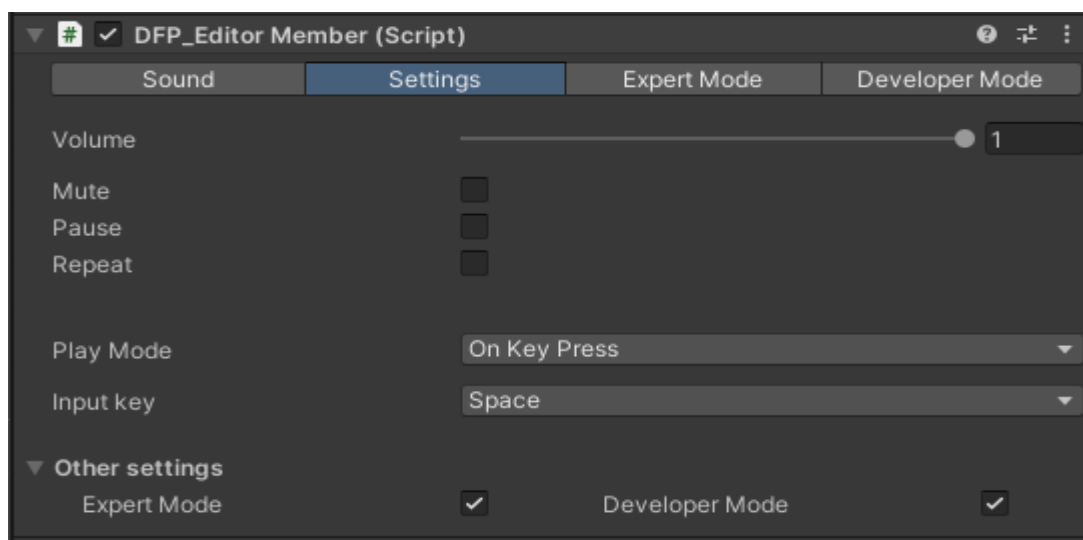 DFP_Editor Member (Script)
Sound Settings Expert Mode Developer Mode
Volume 1
Mute
Pause
Repeat
Play Mode On Key Press
Input key Space
Other settings
Expert Mode Developer Mode